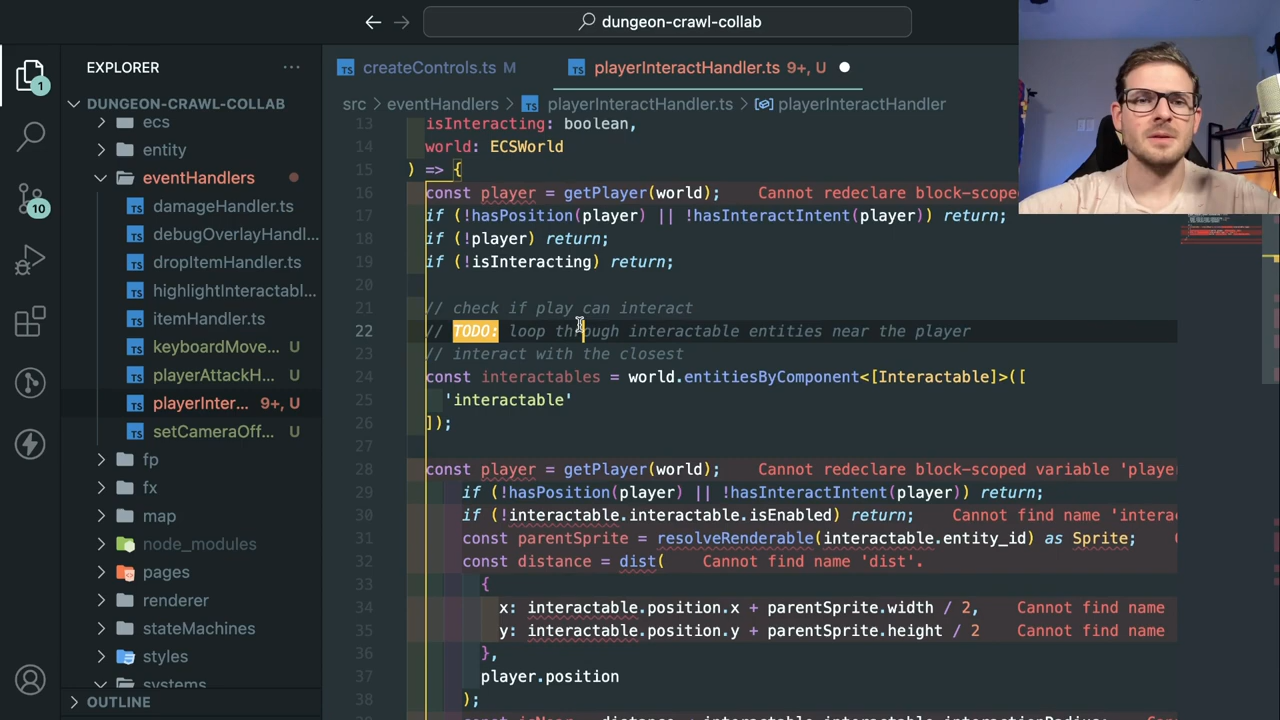 dungeon-crawl-collab
EXPLORER
DUNGEON-CRAWL-COLLAB
ecs
entity
eventHandlers
damageHandler.ts
debugOverlayHandl...
dropItemHandler.ts
highlightInteractabl...
itemHandler.ts
keyboardMove... U
playerAttackH... U
playerInter... 9+, U
setCameraOff... U
fp
fx
map
node_modules
pages
renderer
stateMachines
styles
systems
OUTLINE
1
10
TS createControls.ts M
TS playerInteractHandler.ts 9+, U
src > eventHandlers > TS playerInteractHandler.ts > playerInteractHandler
13 isInteracting: boolean,
14 world: ECSWorld
15 ) => {
16 const player = getPlayer(world); Cannot redeclare block-scoped
17 if (!hasPosition(player) || !hasInteractIntent(player)) return;
18 if (!player) return;
19 if (!isInteracting) return;
20
21 // check if play can interact
22 // TODO: loop through interactable entities near the player
23 // interact with the closest
24 const interactables = world.entitiesByComponent<[Interactable]>([
25 'interactable'
26 ]);
27
28 const player = getPlayer(world); Cannot redeclare block-scoped variable 'playe
29 if (!hasPosition(player) || !hasInteractIntent(player)) return;
30 if (!interactable.interactable.isEnabled) return; Cannot find name 'interac
31 const parentSprite = resolveRenderable(interactable.entity_id) as Sprite;
32 const distance = dist( Cannot find name 'dist'.
33 {
34 x: interactable.position.x + parentSprite.width / 2, Cannot find name
35 y: interactable.position.y + parentSprite.height / 2 Cannot find name
36 },
37 player.position
38 );